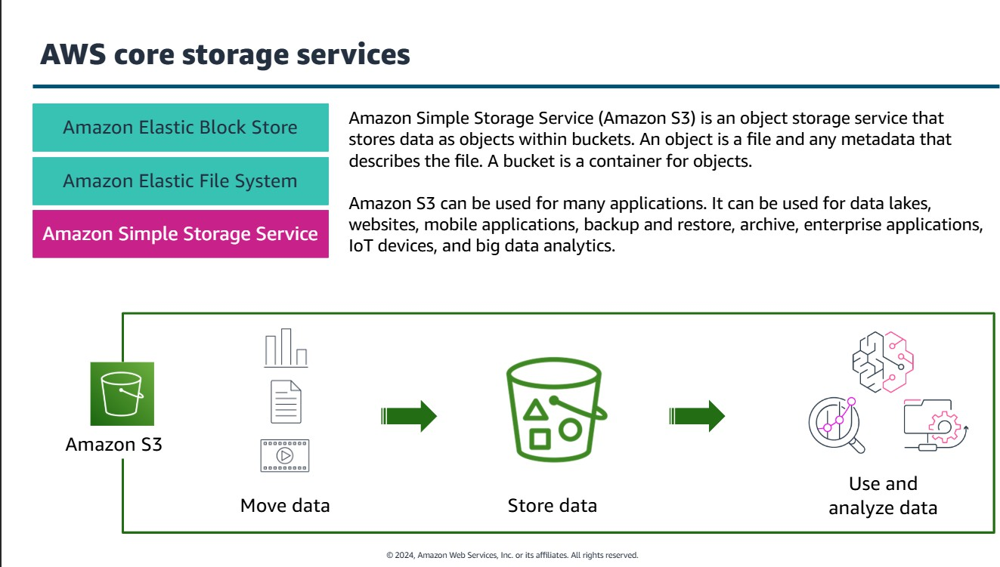 AWS core storage services
Amazon Elastic Block Store
Amazon Elastic File System
Amazon Simple Storage Service
Amazon Simple Storage Service (Amazon S3) is an object storage service that
stores data as objects within buckets. An object is a file and any metadata that
describes the file. A bucket is a container for objects.
Amazon S3 can be used for many applications. It can be used for data lakes,
websites, mobile applications, backup and restore, archive, enterprise applications,
IoT devices, and big data analytics.
Amazon S3
Move data
Store data
Use and
analyze data
© 2024, Amazon Web Services, Inc. or its affiliates. All rights reserved.